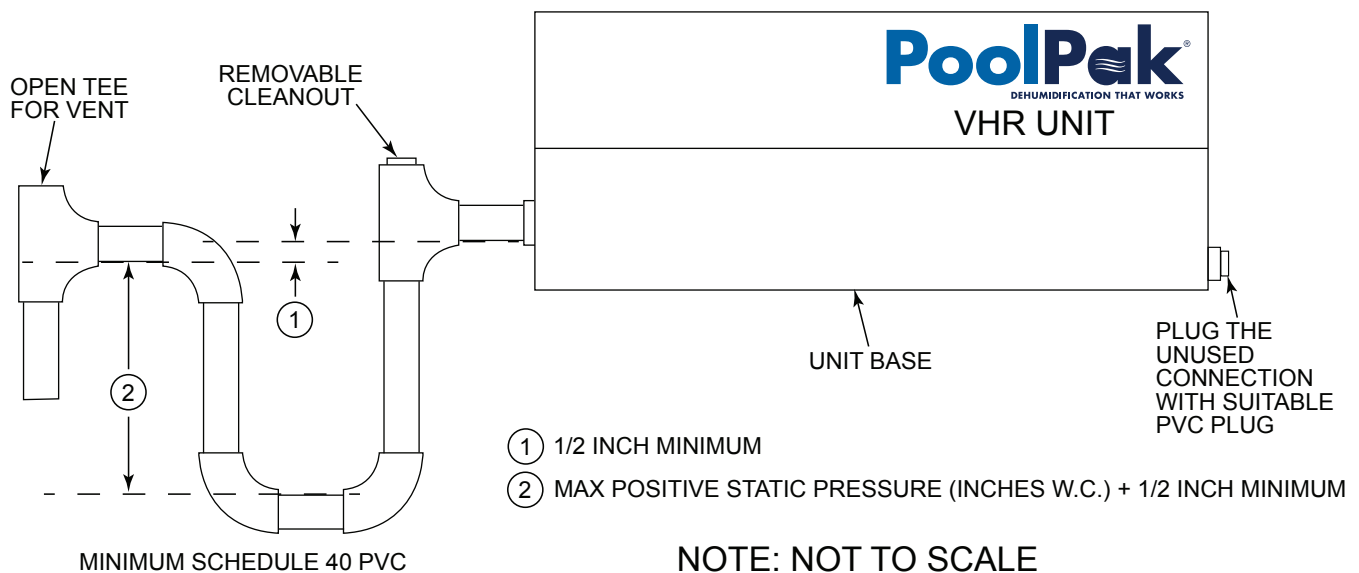 OPEN TEE
FOR VENT
REMOVABLE
CLEANOUT
PoolPak®
DEHUMIDIFICATION THAT WORKS
VHR UNIT
1
2
UNIT BASE
PLUG THE
UNUSED
CONNECTION
WITH SUITABLE
PVC PLUG
1 1/2 INCH MINIMUM
2 MAX POSITIVE STATIC PRESSURE (INCHES W.C.) + 1/2 INCH MINIMUM
MINIMUM SCHEDULE 40 PVC
NOTE: NOT TO SCALE